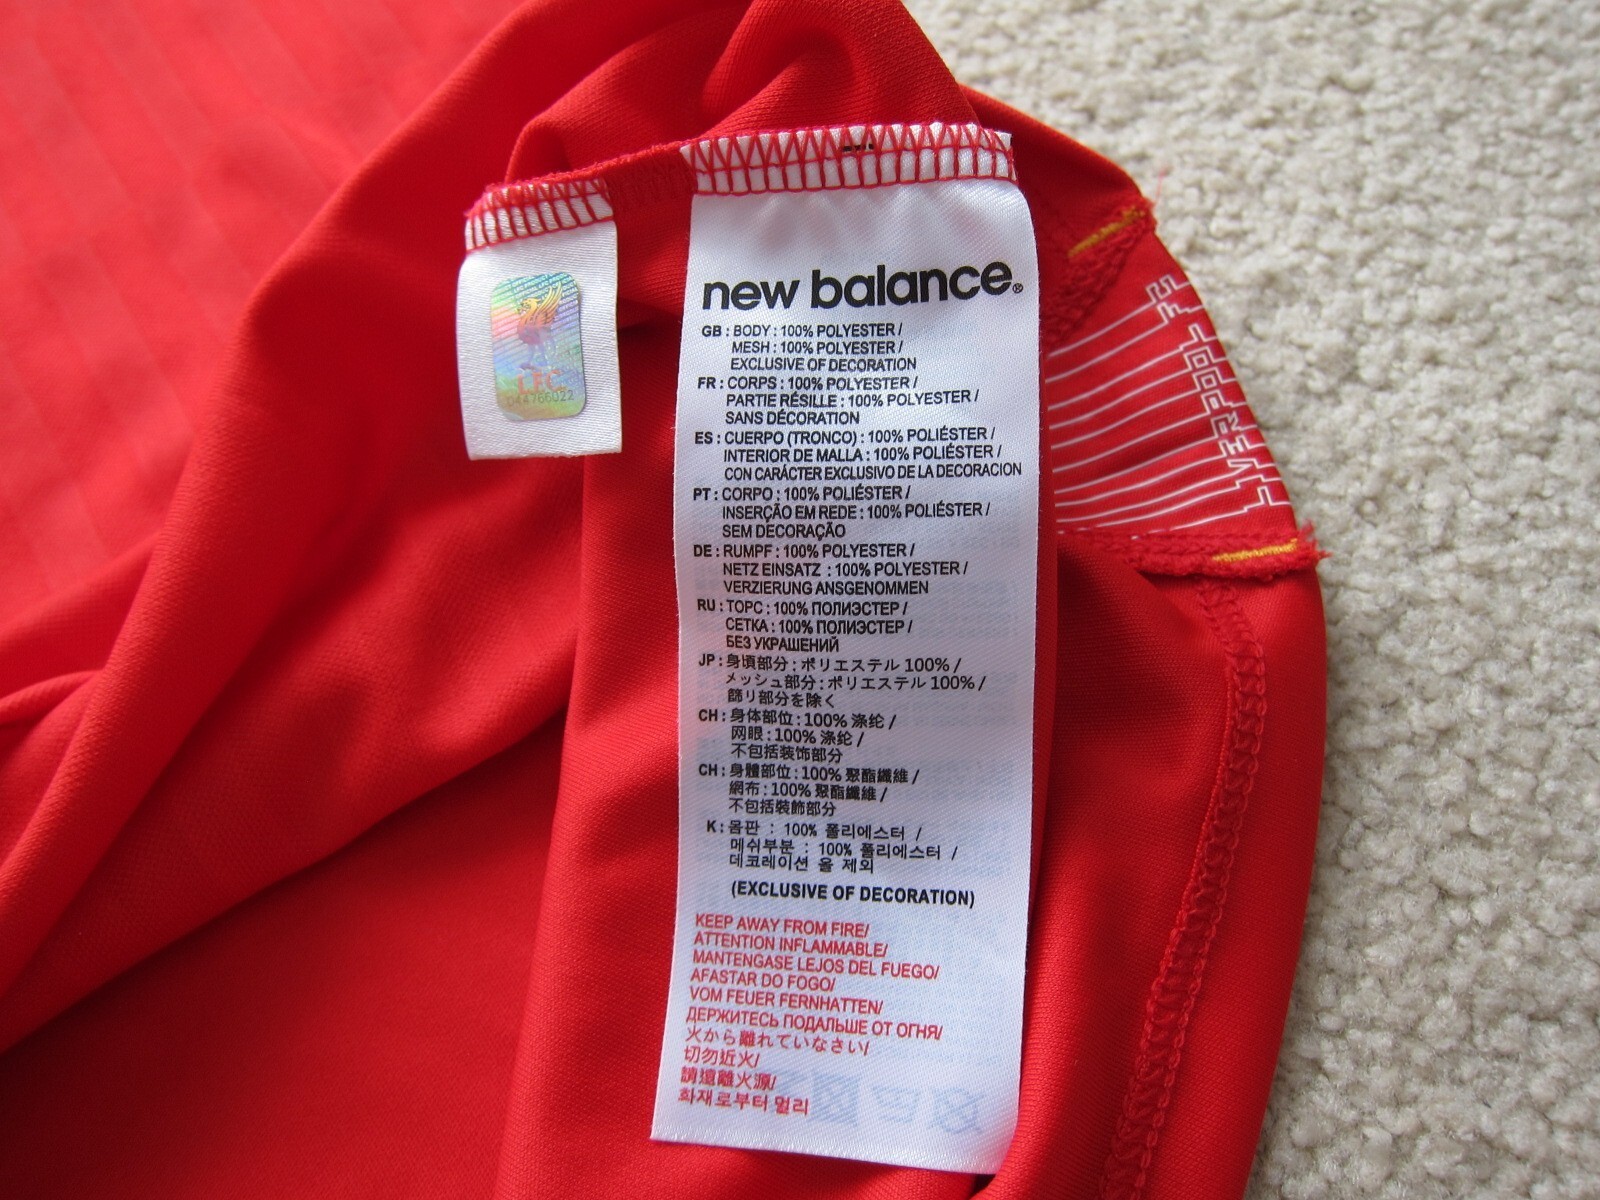 new balance®
GB : BODY : 100% POLYESTER /
MESH : 100% POLYESTER /
EXCLUSIVE OF DECORATION
FR : CORPS : 100% POLYESTER /
PARTIE RÉSILLE : 100% POLYESTER /
SANS DÉCORATION
ES : CUERPO (TRONCO) : 100% POLIÉSTER /
INTERIOR DE MALLA : 100% POLIÉSTER /
CON CARÁCTER EXCLUSIVO DE LA DECORACION
PT : CORPO : 100% POLIÉSTER /
INSERÇÃO EM REDE : 100% POLIÉSTER /
SEM DECORAÇÃO
DE : RUMPF : 100% POLYESTER /
NETZ EINSATZ : 100% POLYESTER /
VERZIERUNG ANSGENOMMEN
RU : ТОРС : 100% ПОЛИЭСТЕР /
СЕТКА : 100% ПОЛИЭСТЕР /
БЕЗ УКРАШЕНИЙ
JP : 身頃部分 : ポリエステル 100% /
メッシュ部分 : ポリエステル 100% /
篩り部分を除く
CH : 身体部位 : 100% 涤纶 /
网眼 : 100% 涤纶 /
不包括装饰部分
CH : 身體部位 : 100% 聚酯纖維 /
網布 : 100% 聚酯纖維 /
不包括裝飾部分
K : 몸판 : 100% 폴리에스터 /
메쉬부분 : 100% 폴리에스터 /
데코레이션 올 제외
(EXCLUSIVE OF DECORATION)
KEEP AWAY FROM FIRE/
ATTENTION INFLAMMABLE/
MANTENGASE LEJOS DEL FUEGO/
AFASTAR DO FOGO/
VOM FEUER FERNHATTEN/
ДЕРЖИТЕСЬ ПОДАЛЬШЕ ОТ ОГНЯ/
火から離れていなさい/
切勿近火/
請遠離火源/
화재로부터 멀리
LFC
044766022
LIVERPOOL